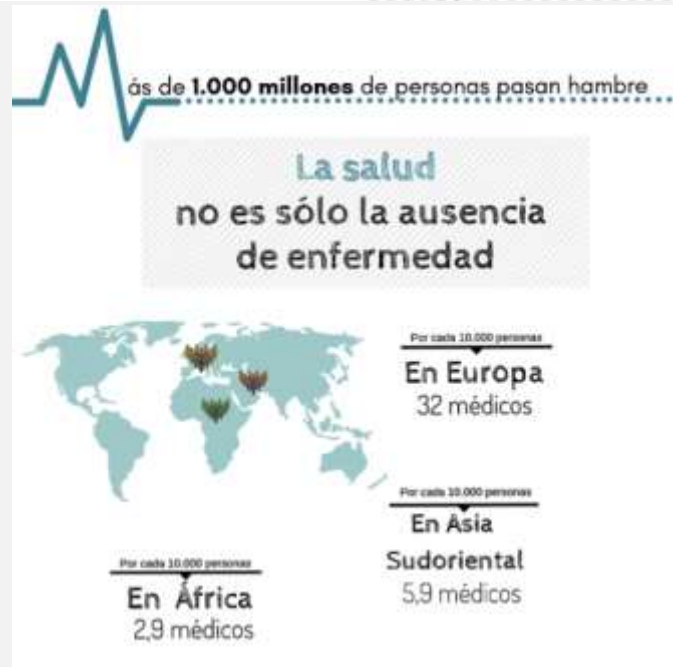 Más de 1.000 millones de personas pasan hambre
La salud
no es sólo la ausencia
de enfermedad
Por cada 10.000 personas
En Europa
32 médicos
Por cada 10.000 personas
En Asia
Sudoriental
5,9 médicos
Por cada 10.000 personas
En África
2,9 médicos